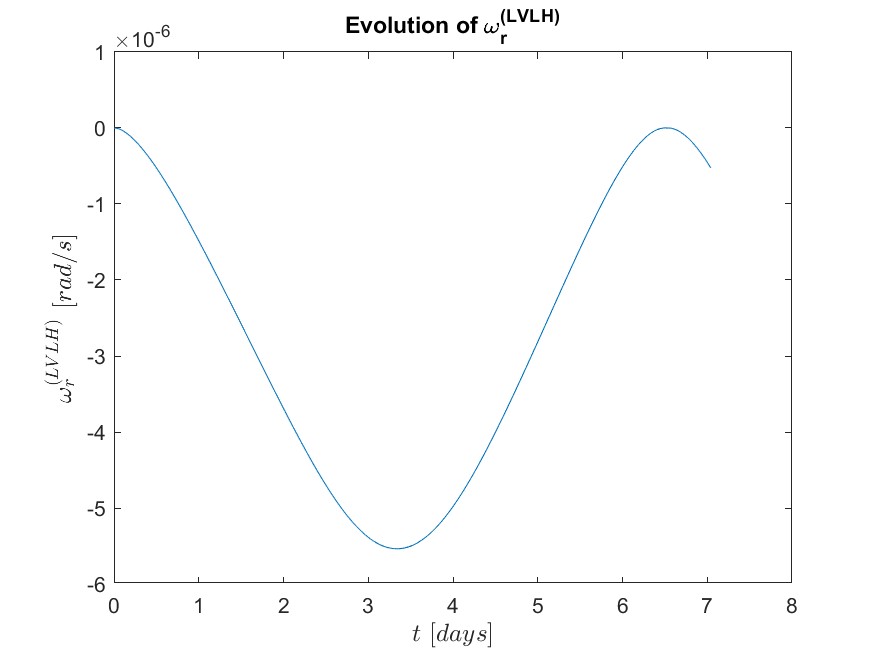 Evolution of ω_r^(LVLH)
×10^-6
1
0
-1
-2
-3
-4
-5
-6
ω_r^(LVLH) [rad/s]
0 1 2 3 4 5 6 7 8
t [days]